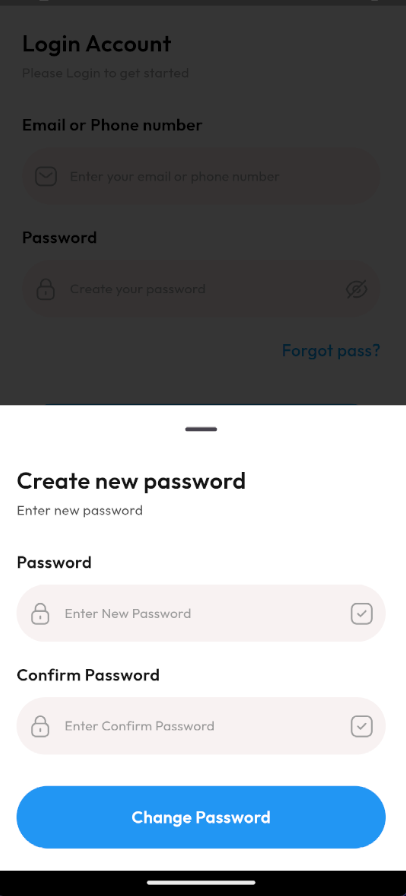 Login Account
Please Login to get started
Email or Phone number
Enter your email or phone number
Password
Create your password
Forgot pass?
Create new password
Enter new password
Password
Enter New Password
Confirm Password
Enter Confirm Password
Change Password